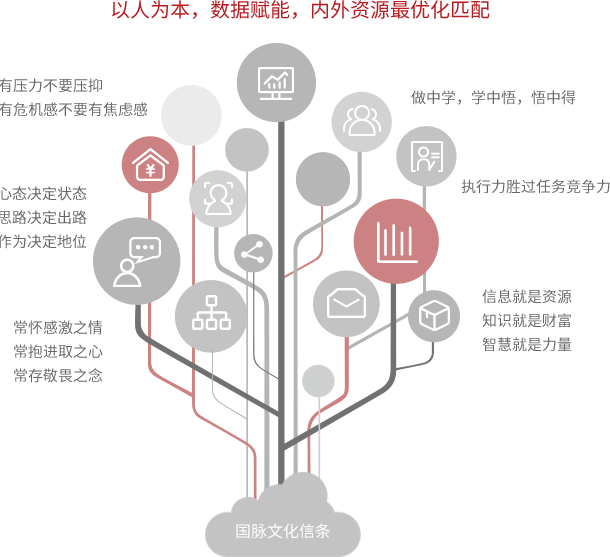 以人为本，数据赋能，内外资源最优化匹配
有压力不要压抑
有危机感不要有焦虑感
做中学，学中悟，悟中得
心态决定状态
思路决定出路
作为决定地位
执行力胜过任务竞争力
常怀感激之情
常抱进取之心
常存敬畏之念
信息就是资源
知识就是财富
智慧就是力量
国脉文化信条